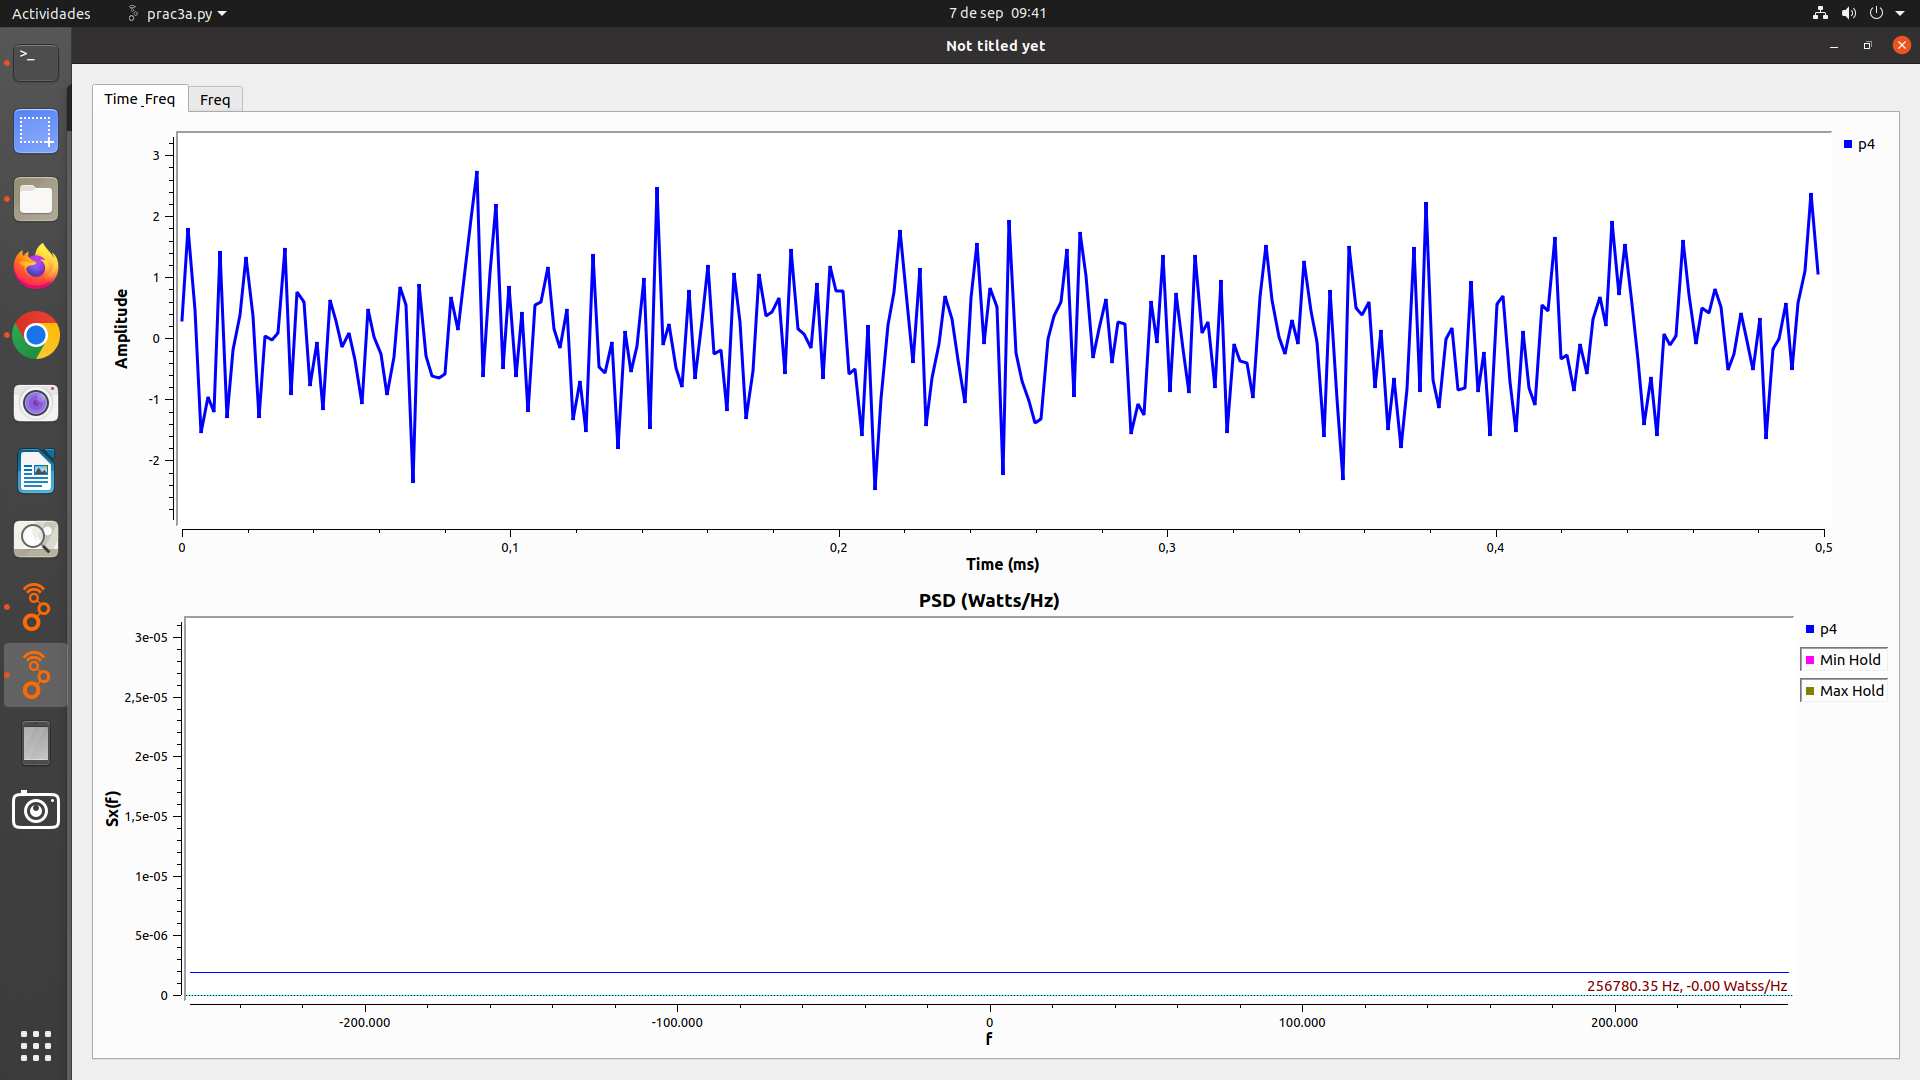 Actividades prac3a.py 7 de sep 09:41
Not titled yet
Time_Freq Freq
3
2
1
0
-1
-2
Amplitude
p4
0 0,1 0,2 0,3 0,4 0,5
Time (ms)
PSD (Watts/Hz)
3e-05
2,5e-05
2e-05
1,5e-05
1e-05
5e-06
0
Sx(f)
p4
Min Hold
Max Hold
256780.35 Hz, -0.00 Watss/Hz
-200.000 -100.000 0 100.000 200.000
f